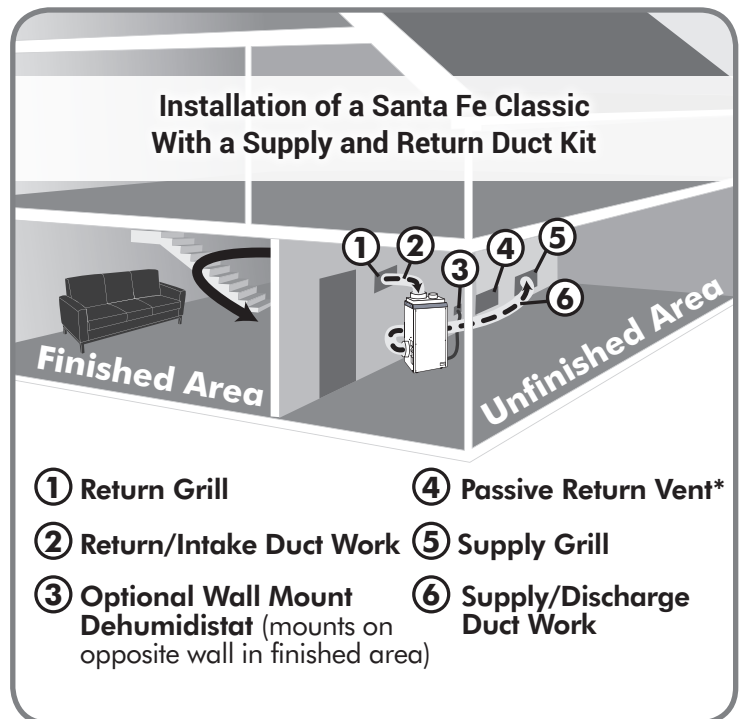 Installation of a Santa Fe Classic
With a Supply and Return Duct Kit
1
2
3
4
5
6
Finished Area
Unfinished Area
1 Return Grill
2 Return/Intake Duct Work
3 Optional Wall Mount
Dehumidistat (mounts on
opposite wall in finished area)
4 Passive Return Vent*
5 Supply Grill
6 Supply/Discharge
Duct Work